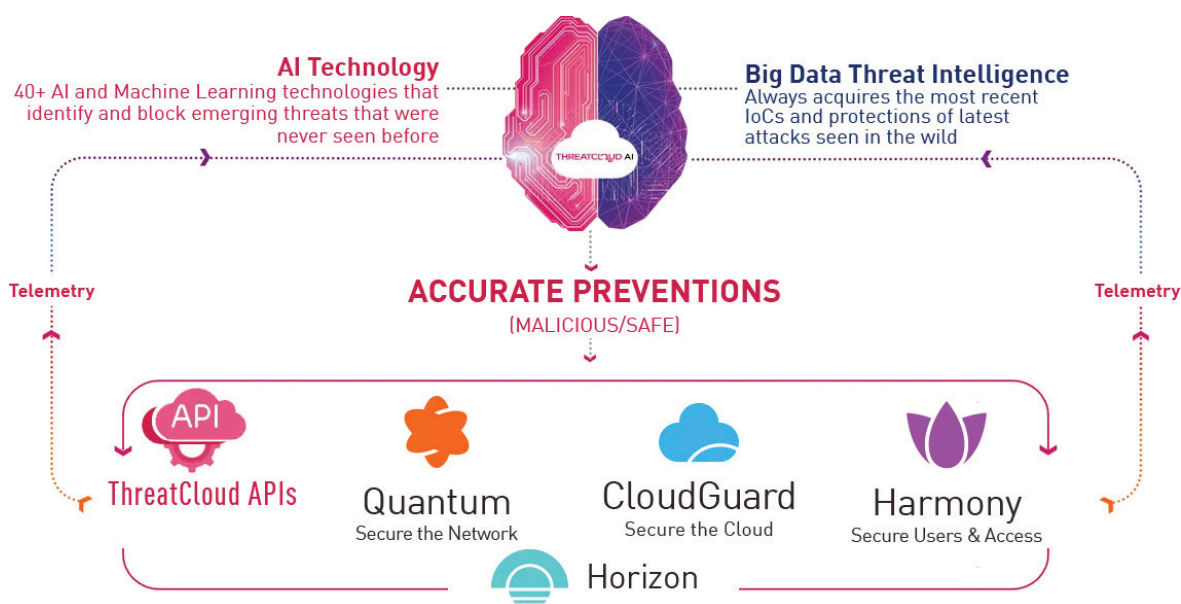 AI Technology
40+ AI and Machine Learning technologies that
identify and block emerging threats that were
never seen before
Big Data Threat Intelligence
Always acquires the most recent
IoCs and protections of latest
attacks seen in the wild
THREATCLOUD AI
Telemetry
Telemetry
ACCURATE PREVENTIONS
(MALICIOUS/SAFE)
API
ThreatCloud APIs
Quantum
Secure the Network
CloudGuard
Secure the Cloud
Harmony
Secure Users & Access
Horizon